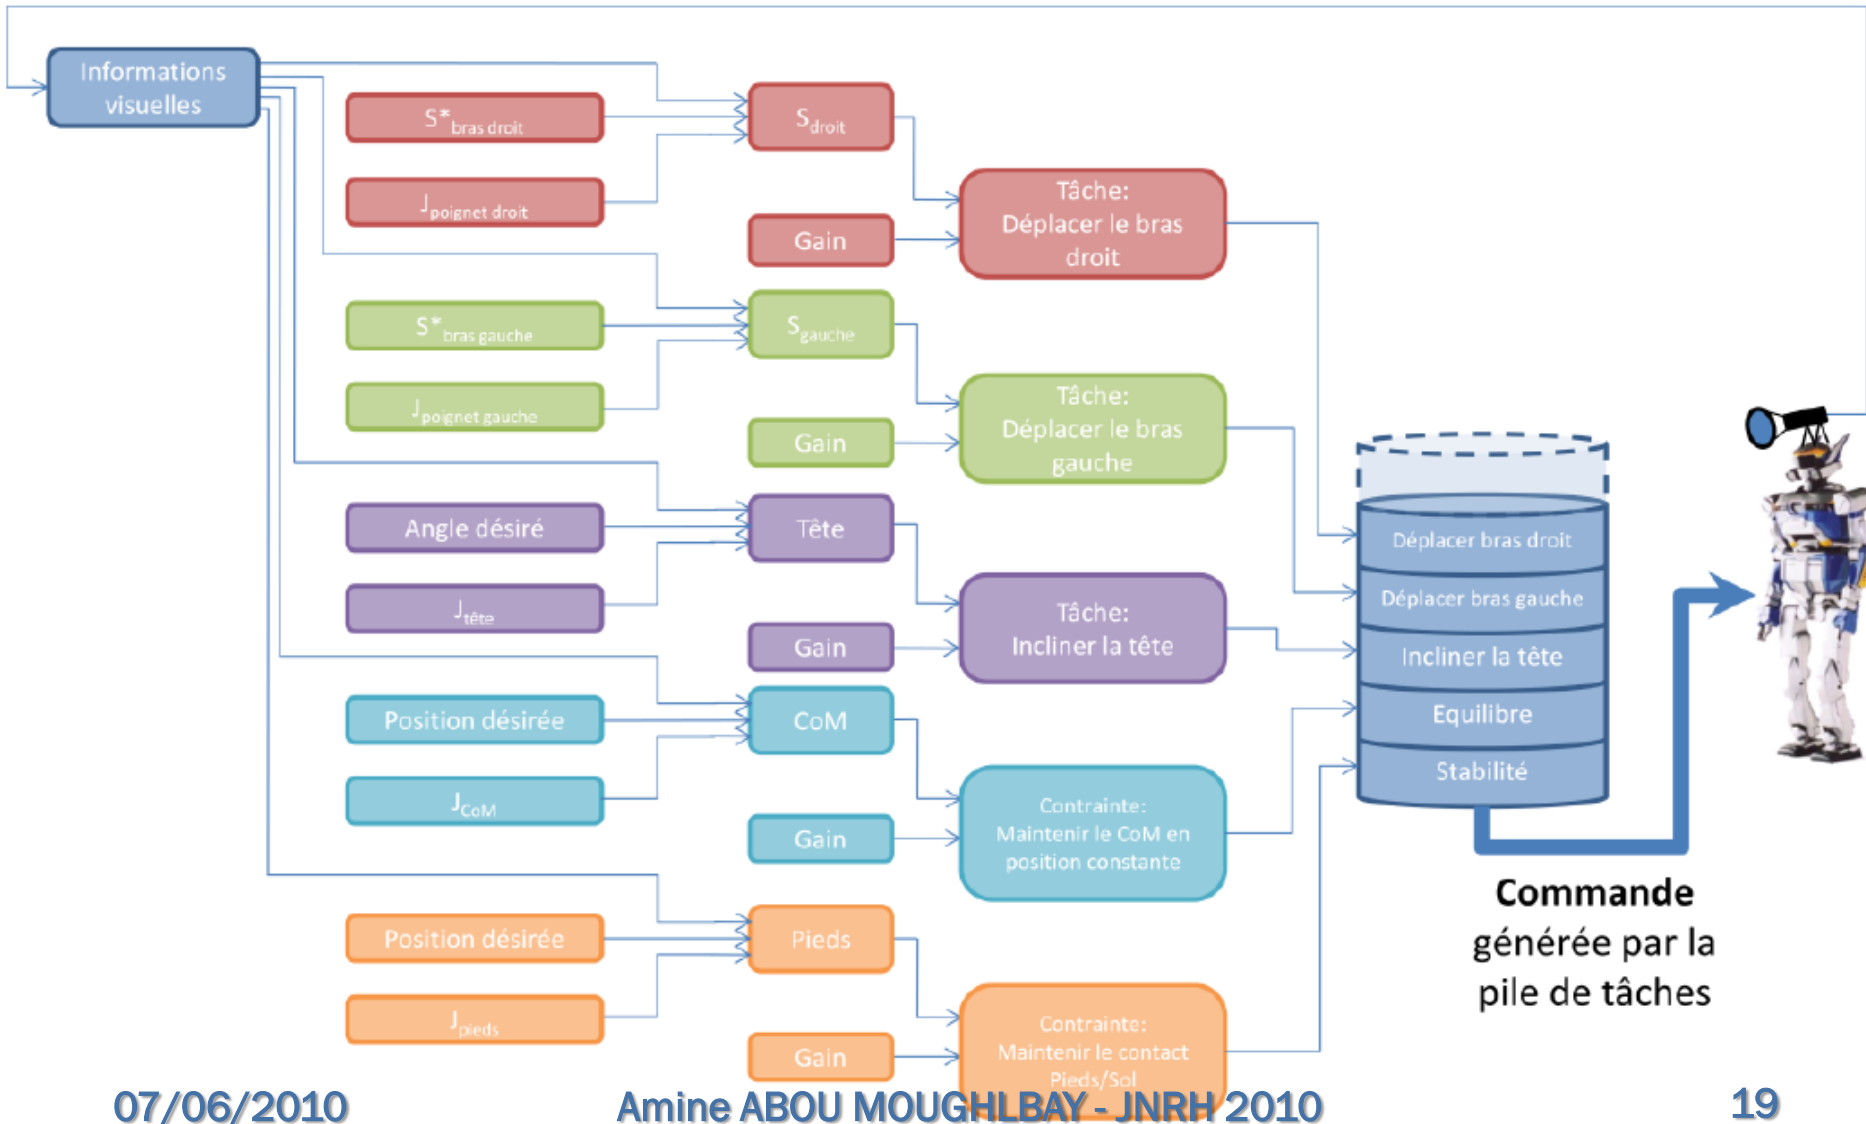 Informations
visuelles
S*bras droit
Jpoignet droit
Sdroit
Gain
Tâche:
Déplacer le bras
droit
S*bras gauche
Jpoignet gauche
Sgauche
Gain
Tâche:
Déplacer le bras
gauche
Angle désiré
Jtête
Tête
Gain
Tâche:
Incliner la tête
Position désirée
JCoM
CoM
Gain
Contrainte:
Maintenir le CoM en
position constante
Position désirée
Jpieds
Pieds
Gain
Contrainte:
Maintenir le contact
Pieds/Sol
Déplacer bras droit
Déplacer bras gauche
Incliner la tête
Equilibre
Stabilité
Commande
générée par la
pile de tâches
07/06/2010
Amine ABOU MOUGHLBAY - JNRH 2010
19